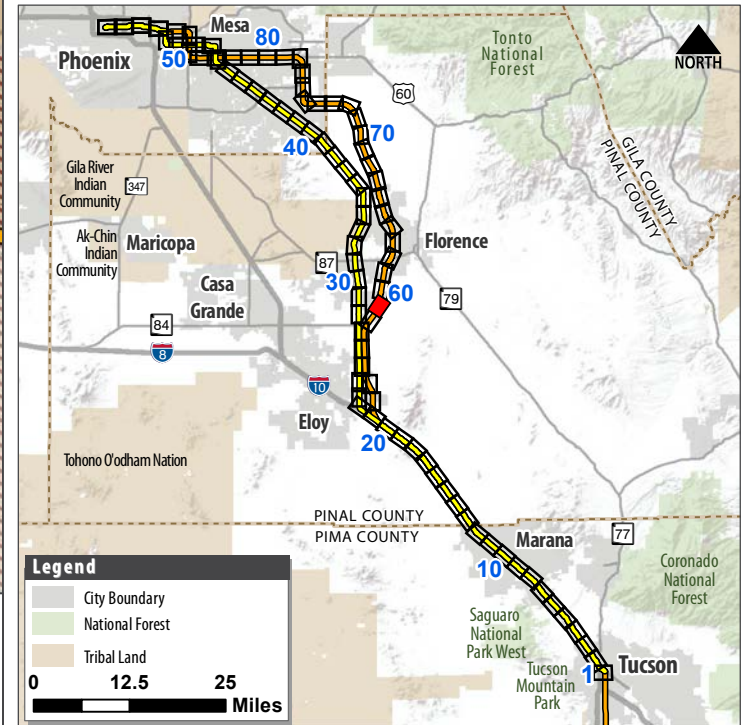 Mesa
80
Phoenix
50
Tonto
National
Forest
NORTH
60
70
40
GILA COUNTY
PINAL COUNTY
Gila River
Indian
Community
347
Ak-Chin
Indian
Community
Maricopa
Florence
87
Casa
Grande
30
60
79
84
8
10
Eloy
20
Tohono O'odham Nation
PINAL COUNTY
PIMA COUNTY
Marana
77
10
Coronado
National
Forest
Saguaro
National
Park West
Tucson
Mountain
Park
1
Tucson
Legend
City Boundary
National Forest
Tribal Land
0 12.5 25
Miles